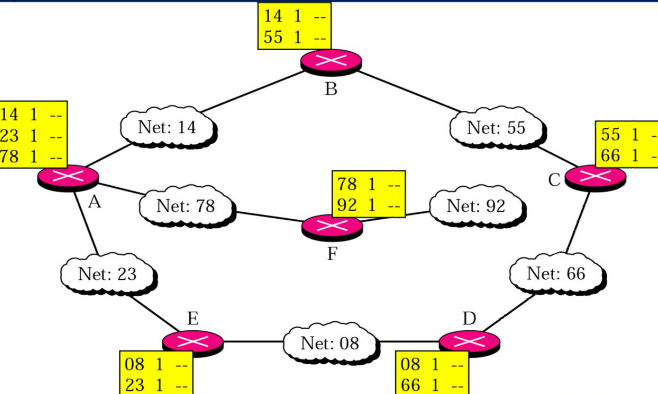 14 1 --
55 1 --
B
14 1 --
23 1 --
78 1 --
A
Net: 14
Net: 55
55 1 -
66 1 -
C
Net: 78
78 1 --
92 1 --
F
Net: 92
Net: 23
Net: 66
E
08 1 --
23 1 --
Net: 08
D
08 1 --
66 1 --